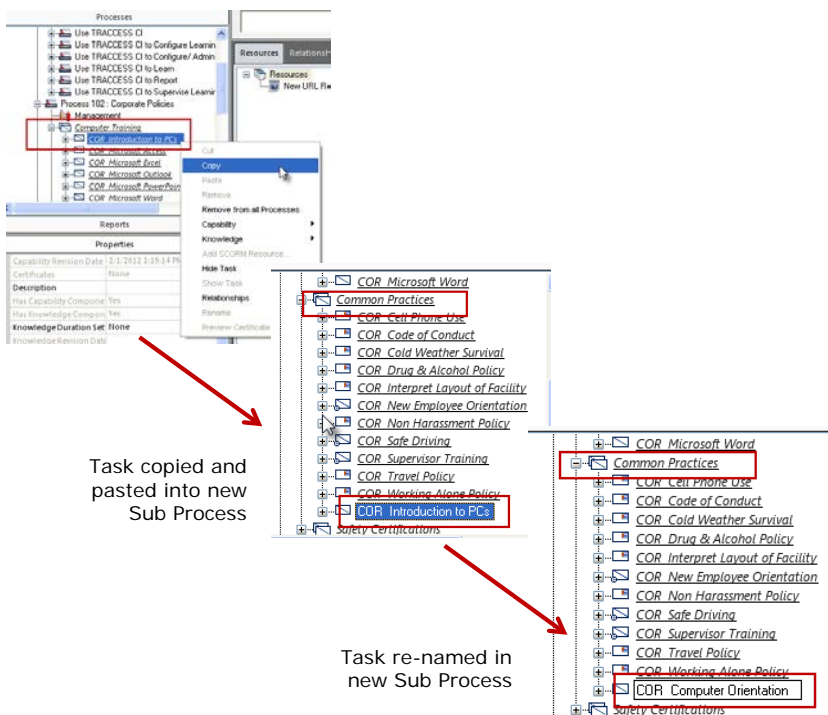 Processes
Use TRACCESS CI
Use TRACCESS CI to Configure Learnin
Use TRACCESS CI to Configure/ Admin
Use TRACCESS CI to Learn
Use TRACCESS CI to Report
Use TRACCESS CI to Supervise Learnin
Process 102 : Corporate Policies
Management
Computer Training
COR Introduction to PCs
COR Microsoft Access
COR Microsoft Excel
COR Microsoft Outlook
COR Microsoft PowerPoin
COR Microsoft Word
Reports
Properties
Capability Revision Date 2/1/2012 1:19:14 PM
Certificates None
Description
Has Capability Compone Yes
Has Knowledge Compon Yes
Knowledge Duration Set None
Knowledge Revision Dat
Resources Relations
Resources
New URL Re
Cut
Copy
Paste
Remove
Remove from all Processes
Capability
Knowledge
Add SCORM Resource...
Hide Task
Show Task
Relationships
Rename
Preview Certificate
Task copied and
pasted into new
Sub Process
COR Microsoft Word
Common Practices
COR Cell Phone Use
COR Code of Conduct
COR Cold Weather Survival
COR Drug & Alcohol Policy
COR Interpret Layout of Facility
COR New Employee Orientation
COR Non Harassment Policy
COR Safe Driving
COR Supervisor Training
COR Travel Policy
COR Working Alone Policy
COR Introduction to PCs
Safety Certifications
Task re-named in
new Sub Process
COR Microsoft Word
Common Practices
COR Cell Phone Use
COR Code of Conduct
COR Cold Weather Survival
COR Drug & Alcohol Policy
COR Interpret Layout of Facility
COR New Employee Orientation
COR Non Harassment Policy
COR Safe Driving
COR Supervisor Training
COR Travel Policy
COR Working Alone Policy
COR Computer Orientation
Safety Certifications